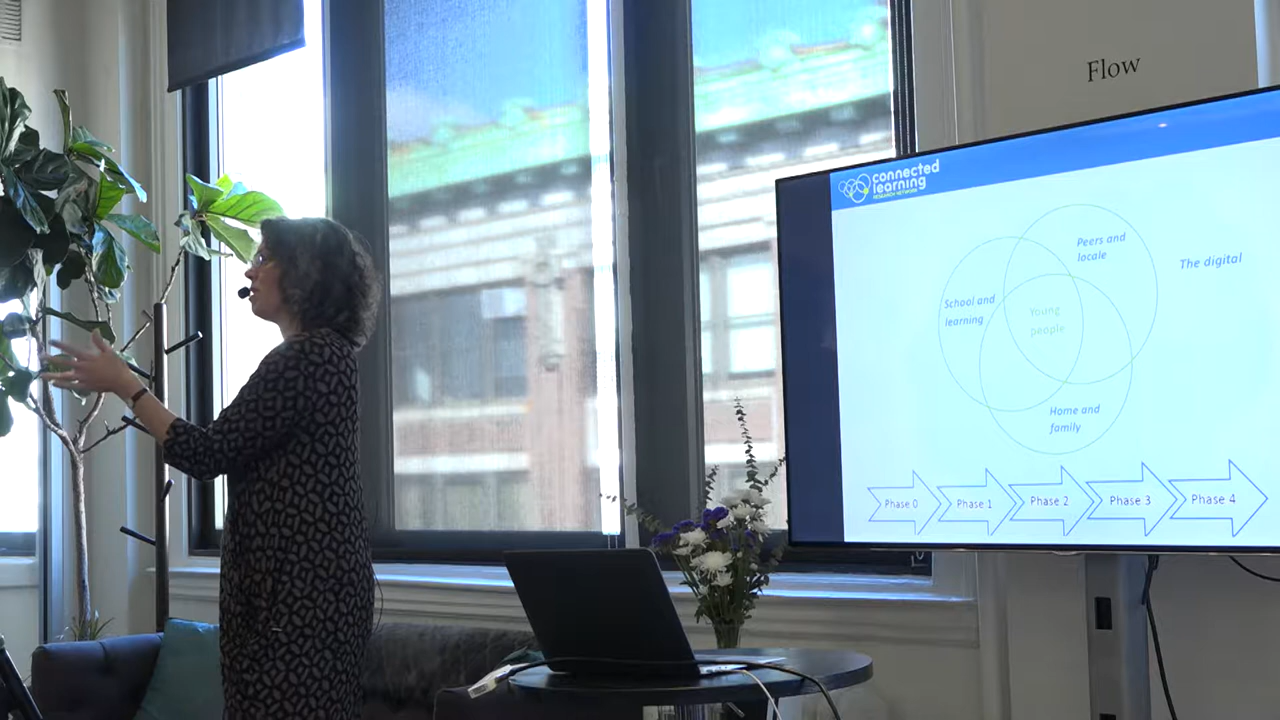 Flow
connected
learning
RESEARCH NETWORK
Peers and
locale
The digital
School and
learning
Young
people
Home and
family
Phase 0
Phase 1
Phase 2
Phase 3
Phase 4